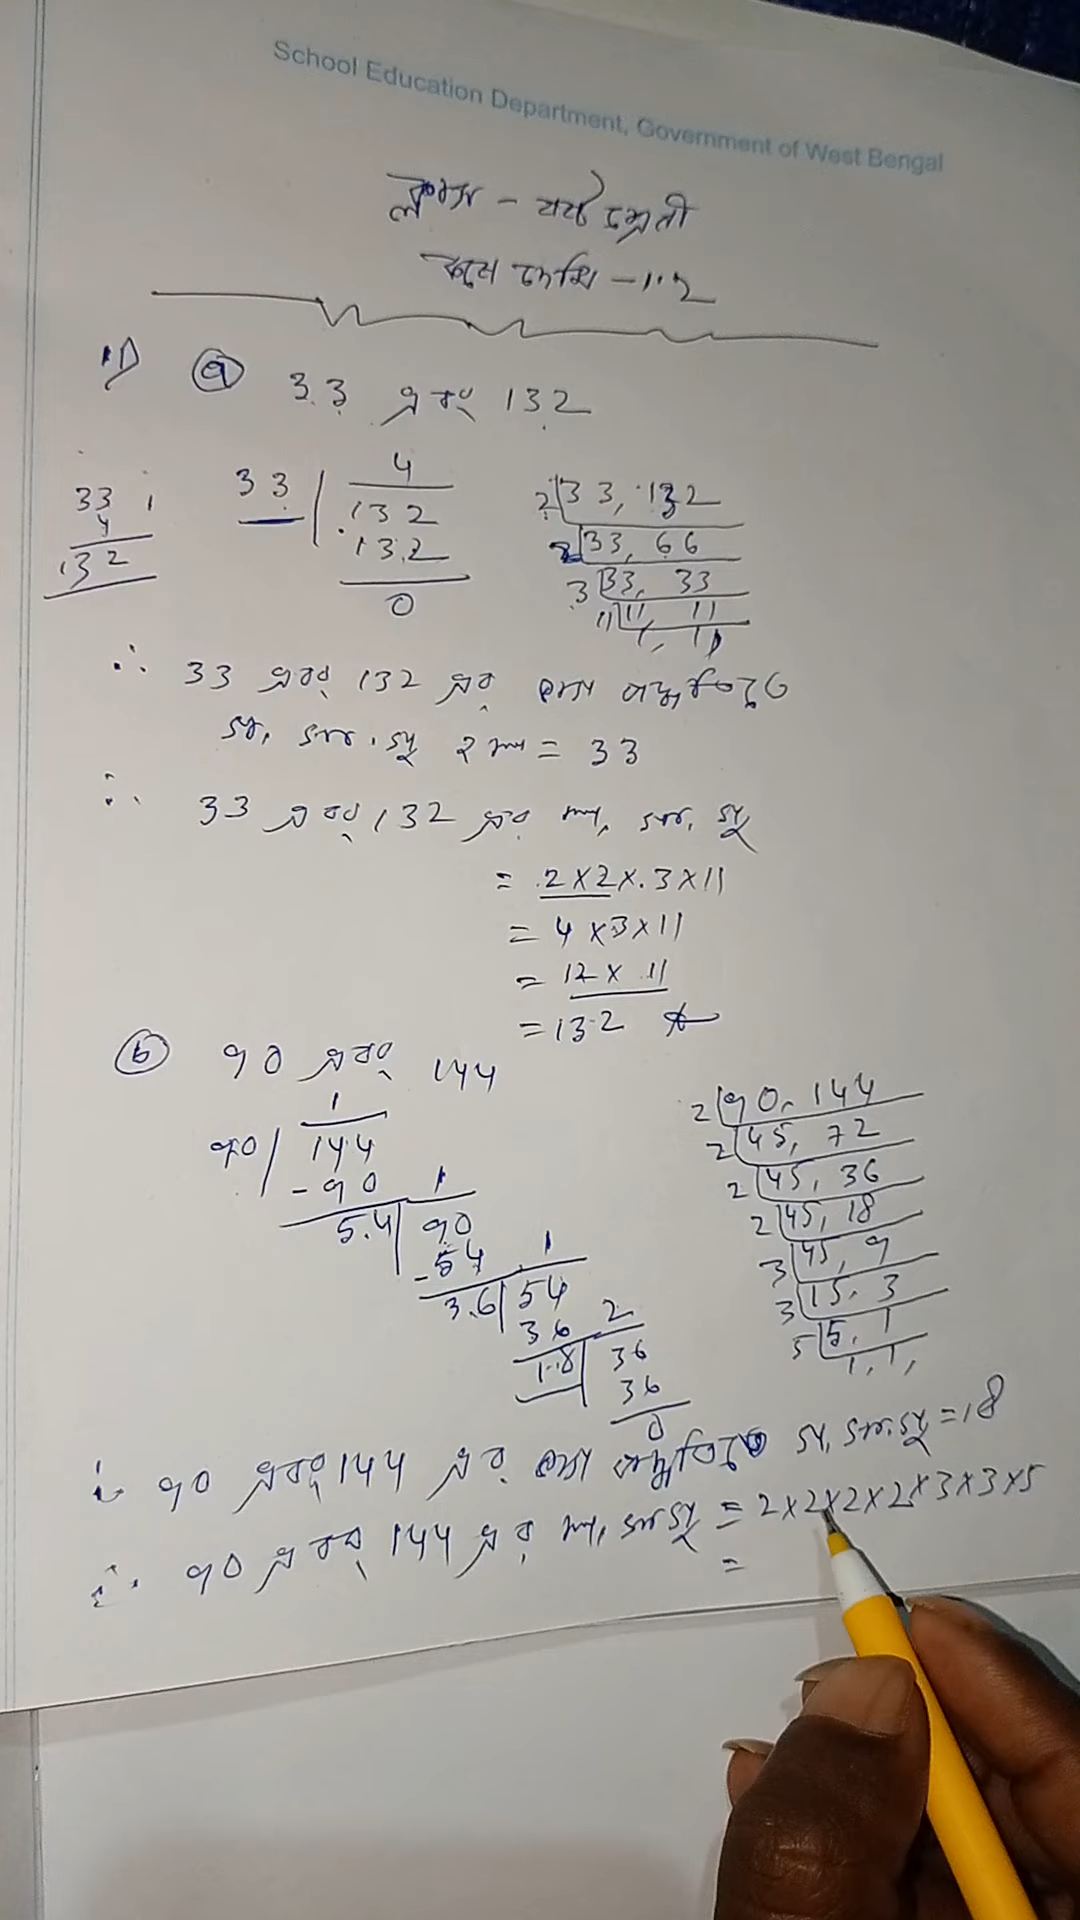 School Education Department, Government of West Bengal
ক্লাস - ষষ্ঠ শ্রেণী
কষে দেখি - 1.2
1) a 33 এবং 132
33
4
132
33 | 132
4
132
0
2 | 33, 132
2 | 33, 66
3 | 33, 33
11 | 11, 11
1, 1
∴ 33 এবং 132 এর
গ. সা. গু = 33
∴ 33 এবং 132 এর ল. সা. গু
= 2×2×3×11
= 4×3×11
= 12×11
= 132
b 90 এবং 144
90 | 144
1
-90
54 | 90
1
-54
36 | 54
1
36
18 | 36
2
36
0
2 | 90, 144
2 | 45, 72
2 | 45, 36
2 | 45, 18
3 | 45, 9
3 | 15, 3
5 | 5, 1
1, 1
∴ 90 এবং 144 এর গ. সা. গু = 18
∴ 90 এবং 144 এর ল. সা. গু = 2×2×2×2×3×3×5
=